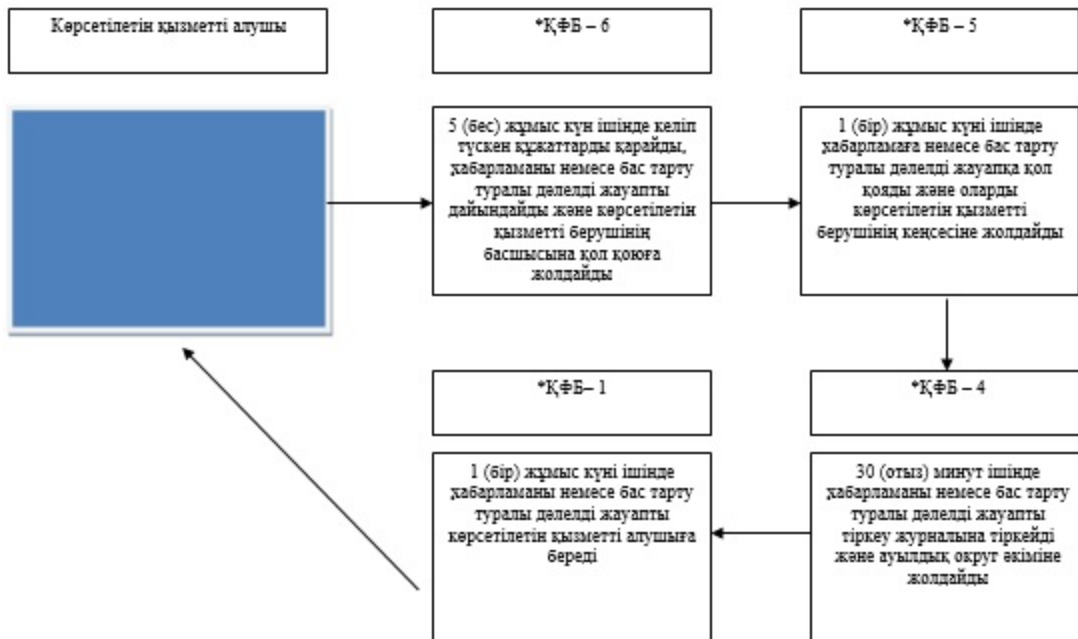 Көрсетілетін қызметті алушы
*ҚФБ – 6
*ҚФБ – 5
5 (бес) жұмыс күн ішінде келіп
түскен құжаттарды қарайды,
хабарламаны немесе бас тарту
туралы дәлелді жауапты
дайындайды және көрсетілетін
қызметті берушінің
басшысына қол қоюға
жолдайды
1 (бір) жұмыс күні ішінде
хабарламаға немесе бас тарту
туралы дәлелді жауапқа қол
қояды және оларды
көрсетілетін қызметті
берушінің кеңсесіне жолдайды
*ҚФБ– 1
*ҚФБ – 4
1 (бір) жұмыс күні ішінде
хабарламаны немесе бас тарту
туралы дәлелді жауапты
көрсетілетін қызметті алушыға
береді
30 (отыз) минут ішінде
хабарламаны немесе бас тарту
туралы дәлелді жауапты
тіркеу журналына тіркейді
және ауылдық округ әкіміне
жолдайды